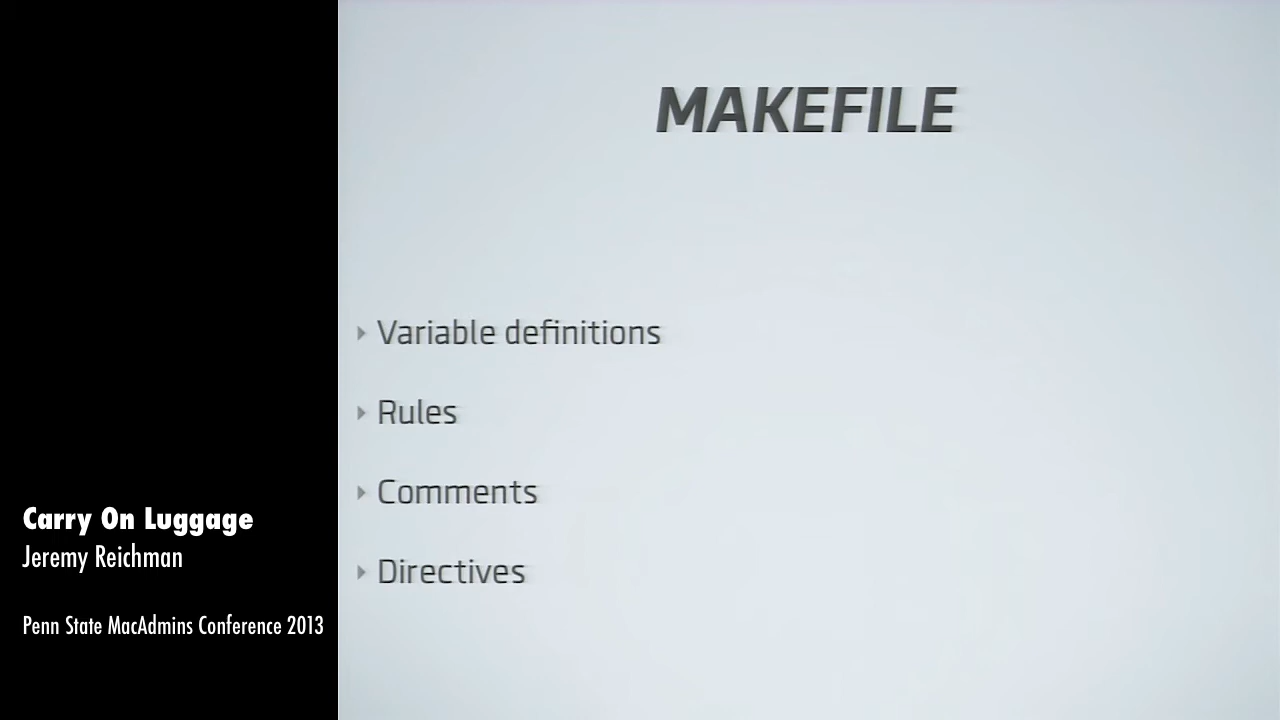 MAKEFILE
Variable definitions
Rules
Comments
Directives
Carry On Luggage
Jeremy Reichman
Penn State MacAdmins Conference 2013